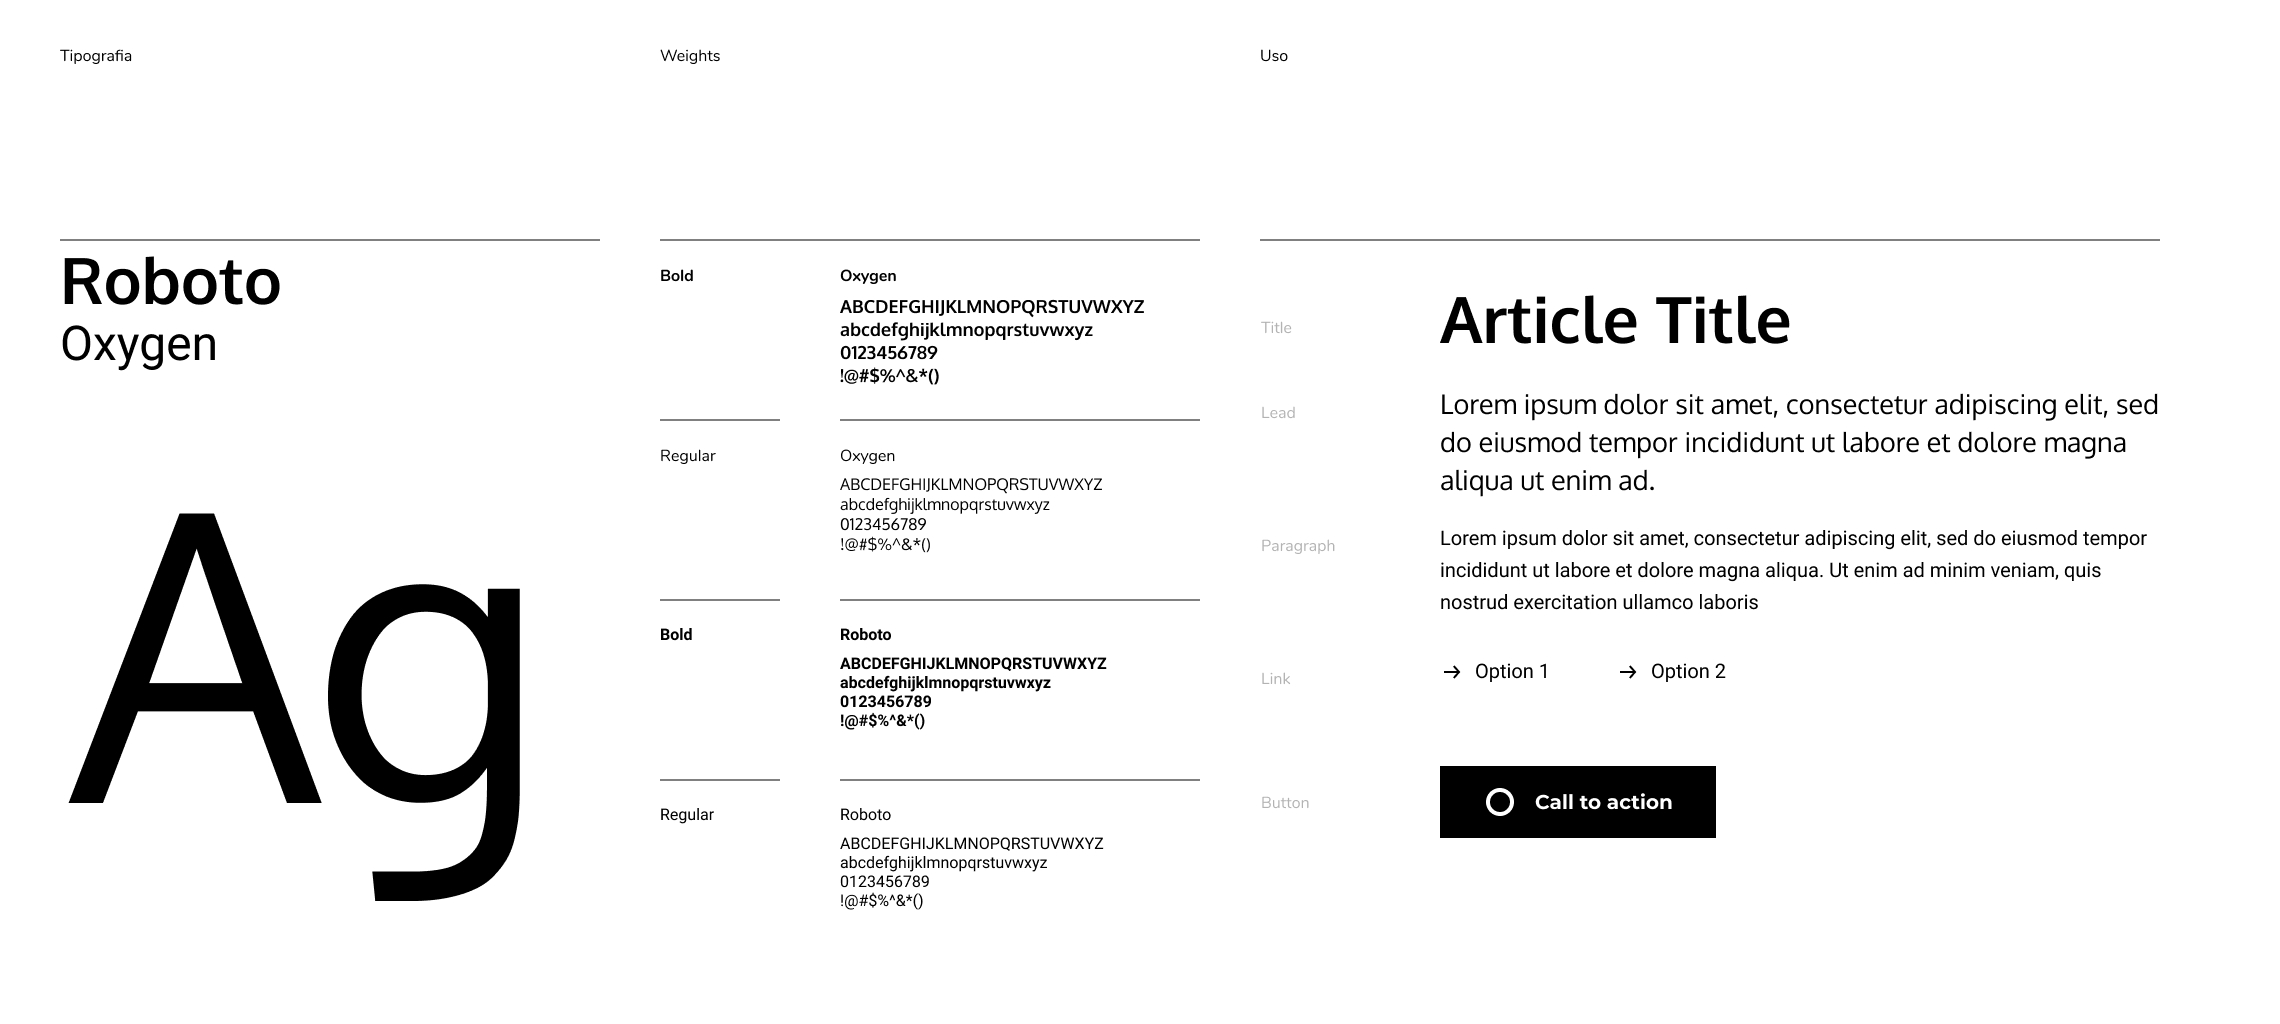 Tipografia
Weights
Uso
Roboto
Oxygen
Ag
Bold
Oxygen
ABCDEFGHIJKLMNOPQRSTUVWXYZ
abcdefghijklmnopqrstuvwxyz
0123456789
!@#$%^&*()
Regular
Oxygen
ABCDEFGHIJKLMNOPQRSTUVWXYZ
abcdefghijklmnopqrstuvwxyz
0123456789
!@#$%^&*()
Bold
Roboto
ABCDEFGHIJKLMNOPQRSTUVWXYZ
abcdefghijklmnopqrstuvwxyz
0123456789
!@#$%^&*()
Regular
Roboto
ABCDEFGHIJKLMNOPQRSTUVWXYZ
abcdefghijklmnopqrstuvwxyz
0123456789
!@#$%^&*()
Title
Article Title
Lead
Lorem ipsum dolor sit amet, consectetur adipiscing elit, sed
do eiusmod tempor incididunt ut labore et dolore magna
aliqua ut enim ad.
Paragraph
Lorem ipsum dolor sit amet, consectetur adipiscing elit, sed do eiusmod tempor
incididunt ut labore et dolore magna aliqua. Ut enim ad minim veniam, quis
nostrud exercitation ullamco laboris
Link
→ Option 1
→ Option 2
Button
Call to action